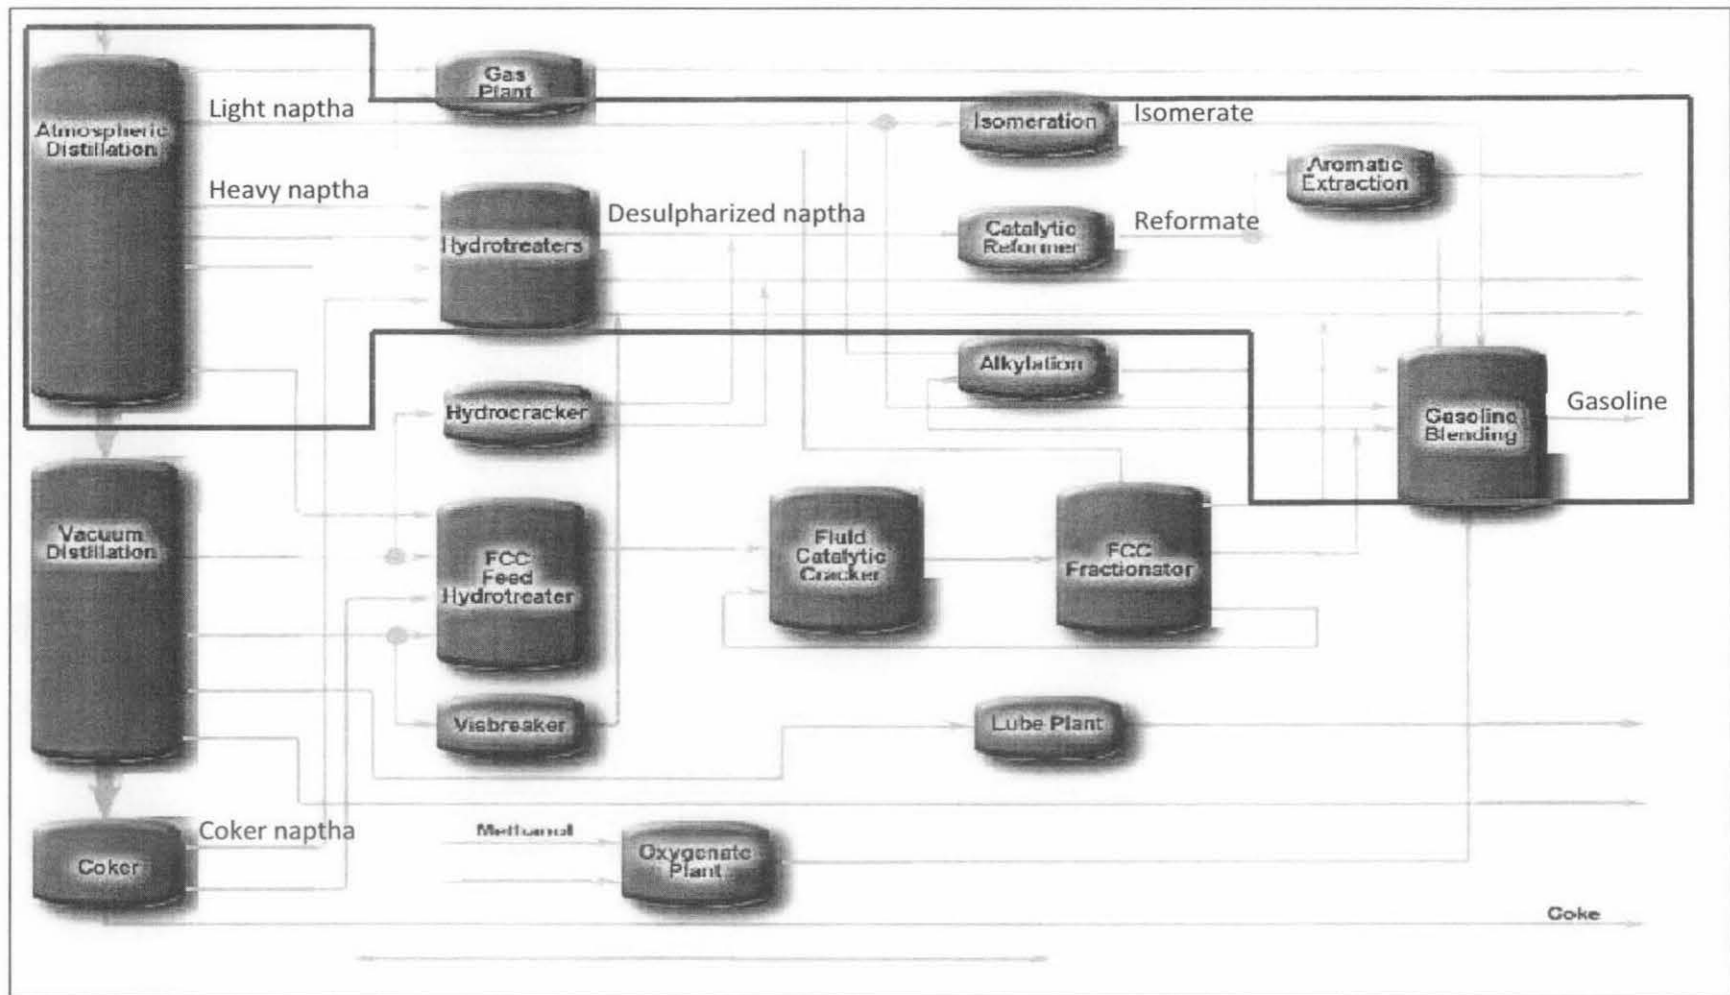 Gas
Plant
Light naptha
Isomeration
Isomerate
Atmospheric
Distillation
Aromatic
Extraction
Heavy naptha
Desulpharized naptha
Hydrotreaters
Catalytic
Reformer
Reformate
Alkylation
Hydrocracker
Gasoline
Blending
Gasoline
Vacuum
Distillation
FCC
Feed
Hydrotreater
Fluid
Catalytic
Cracker
FCC
Fractionator
Visbreaker
Lube Plant
Coker naptha
Methanol
Coker
Oxygenate
Plant
Coke